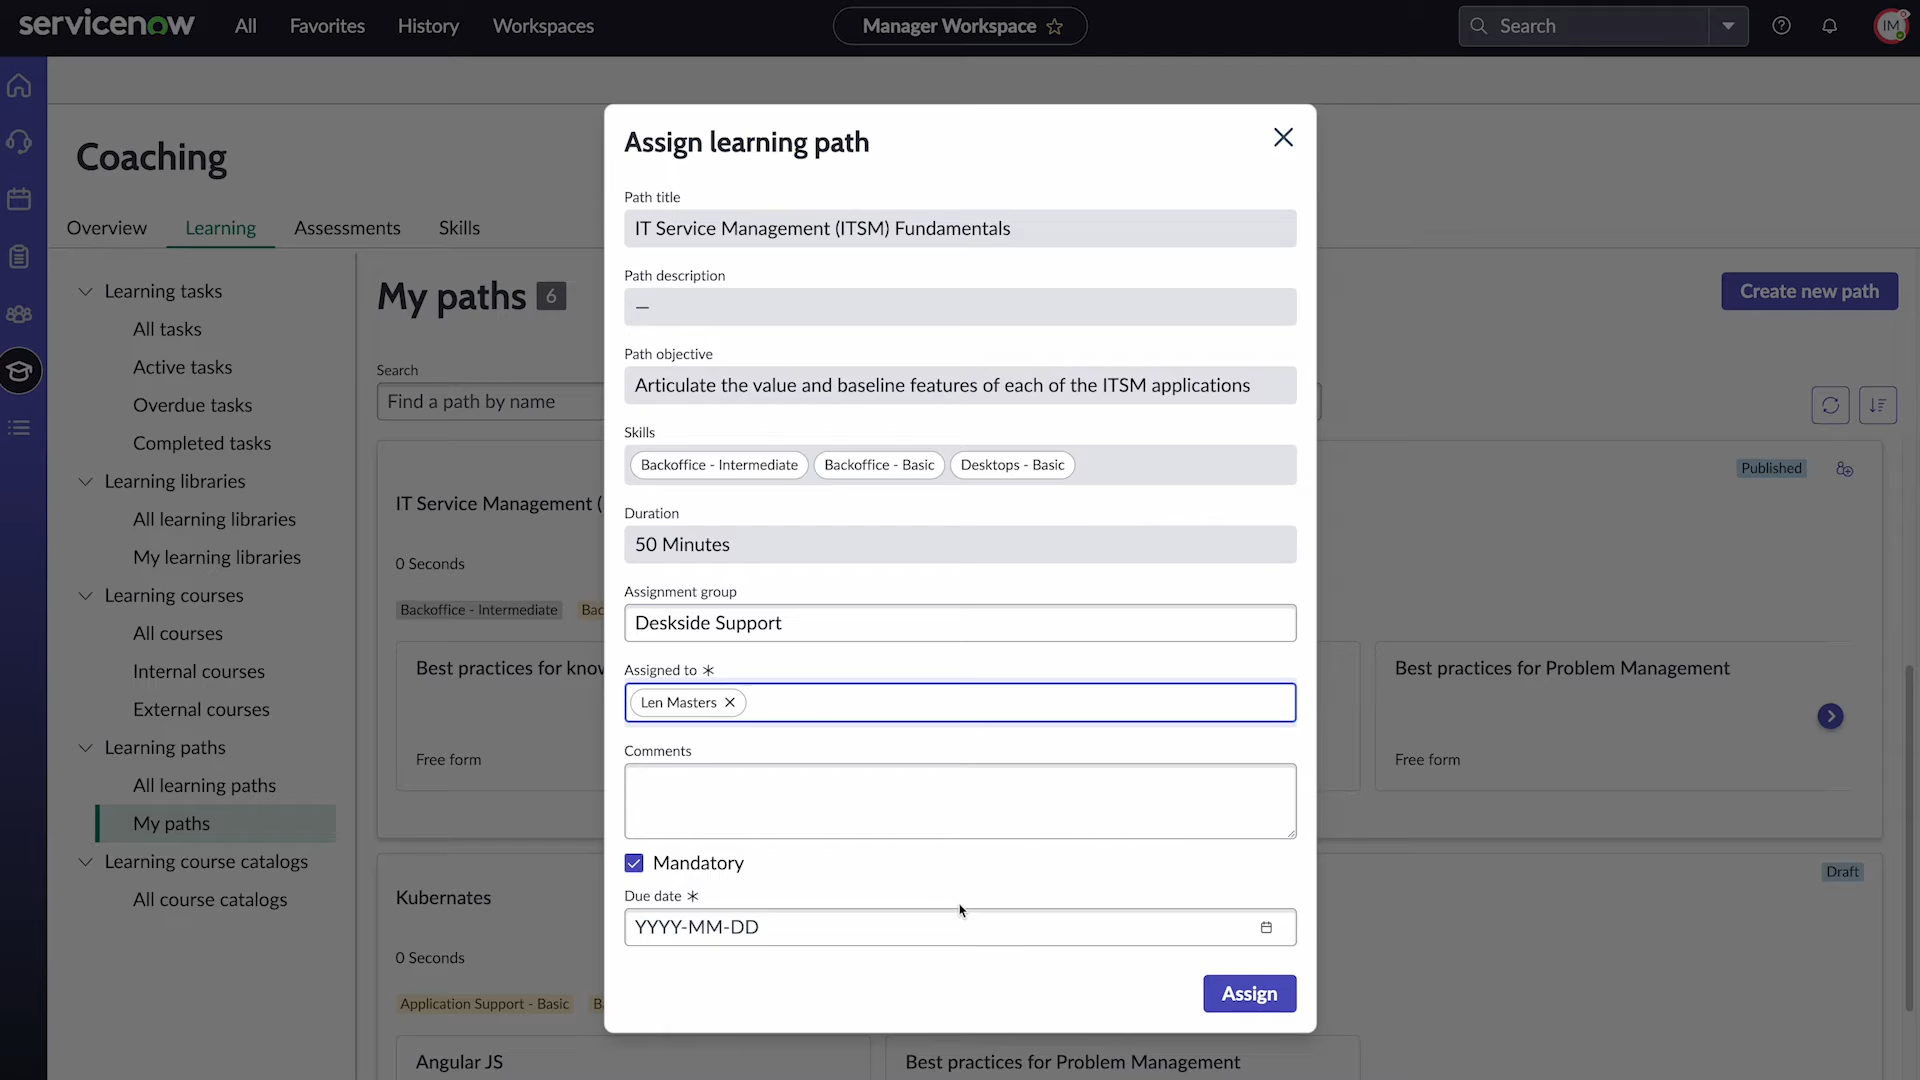 servicenow
All
Favorites
History
Workspaces
Manager Workspace
Search
IM
Coaching
Overview
Learning
Assessments
Skills
Learning tasks
All tasks
Active tasks
Overdue tasks
Completed tasks
Learning libraries
All learning libraries
My learning libraries
Learning courses
All courses
Internal courses
External courses
Learning paths
All learning paths
My paths
Learning course catalogs
All course catalogs
My paths 6
Create new path
Search
Find a path by name
IT Service Management (
Published
0 Seconds
Backoffice - Intermediate
Bac
Best practices for know
Free form
Best practices for Problem Management
Free form
Kubernetes
Draft
0 Seconds
Application Support - Basic
Ba
Angular JS
Best practices for Problem Management
Assign learning path
Path title
IT Service Management (ITSM) Fundamentals
Path description
—
Path objective
Articulate the value and baseline features of each of the ITSM applications
Skills
Backoffice - Intermediate
Backoffice - Basic
Desktops - Basic
Duration
50 Minutes
Assignment group
Deskside Support
Assigned to *
Len Masters
Comments
Mandatory
Due date *
YYYY-MM-DD
Assign